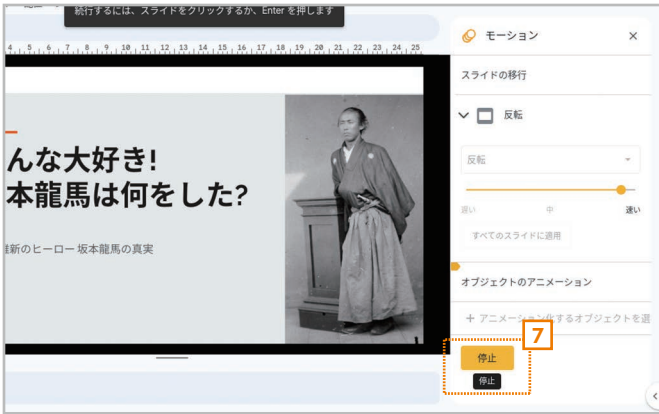 続行するには、スライドをクリックするか、Enter を押します
4 5 6 7 8 9 10 11 12 13 14 15 16 17 18 19 20 21 22 23 24 25
んな大好き!
本龍馬は何をした?
維新のヒーロー 坂本龍馬の真実
モーション
スライドの移行
反転
反転
遅い 中 速い
すべてのスライドに適用
オブジェクトのアニメーション
+ アニメーション化するオブジェクトを選
7
停止
停止